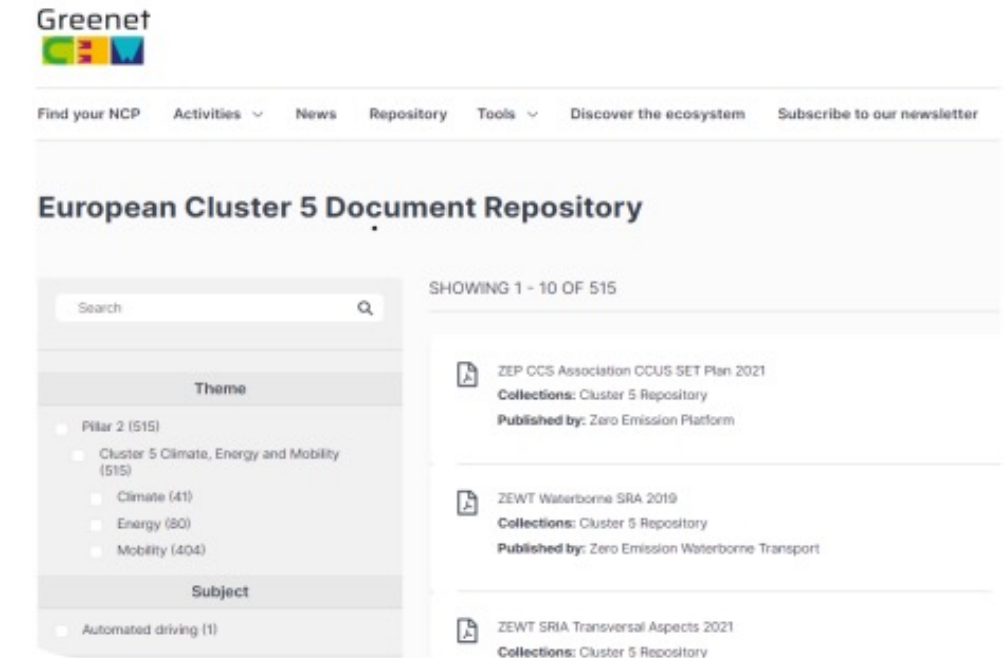 Greenet
Find your NCP Activities News Repository Tools Discover the ecosystem Subscribe to our newsletter
European Cluster 5 Document Repository
Search
Theme
Pillar 2 (515)
Cluster 5 Climate, Energy and Mobility
(515)
Climate (41)
Energy (80)
Mobility (404)
Subject
Automated driving (1)
SHOWING 1 - 10 OF 515
ZEP CCS Association CCUS SET Plan 2021
Collections: Cluster 5 Repository
Published by: Zero Emission Platform
ZEWT Waterborne SRA 2019
Collections: Cluster 5 Repository
Published by: Zero Emission Waterborne Transport
ZEWT SRIA Transversal Aspects 2021
Collections: Cluster 5 Repository